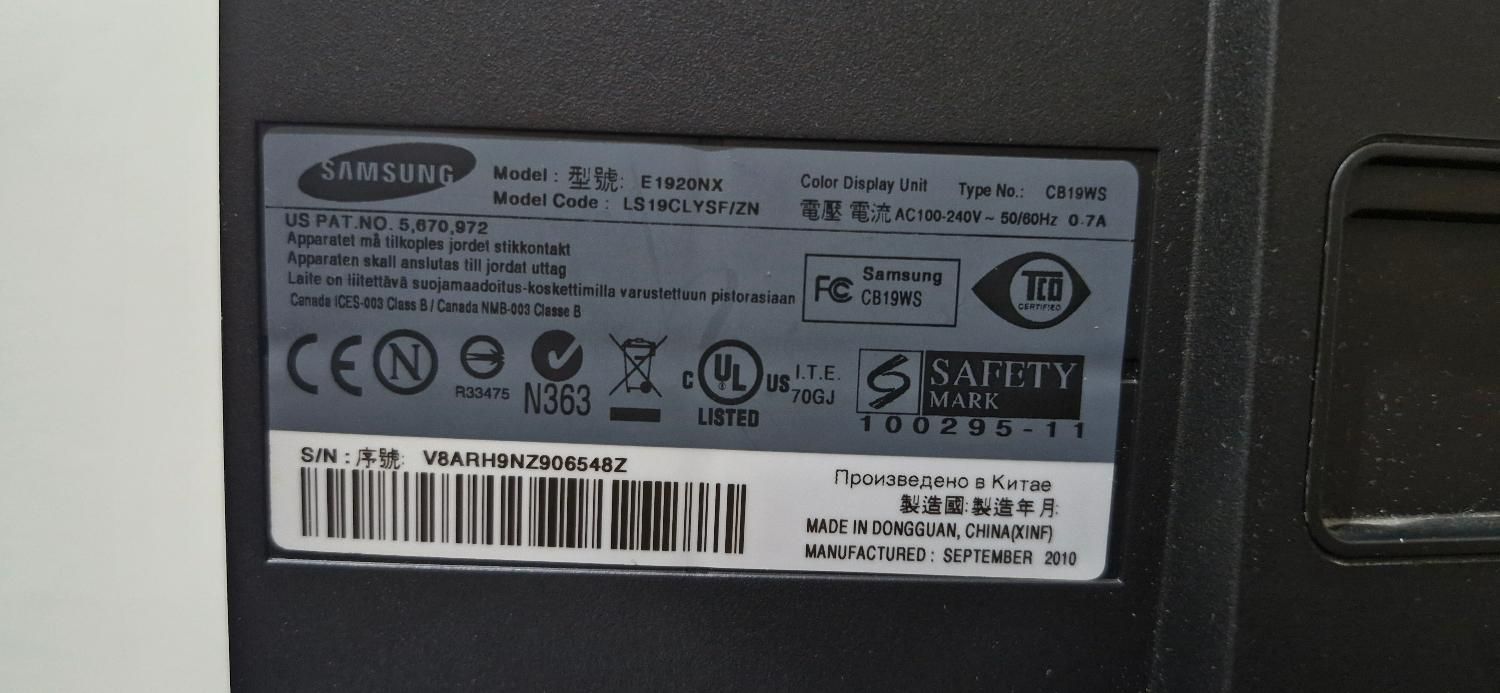 SAMSUNG
Model : 型號: E1920NX
Model Code : LS19CLYSF/ZN
Color Display Unit Type No.: CB19WS
電壓 電流 AC100-240V~ 50/60Hz 0.7A
US PAT.NO. 5,670,972
Apparatet må tilkoples jordet stikkontakt
Apparaten skall anslutas till jordat uttag
Laite on liitettävä suojamaadoitus-koskettimilla varustettuun pistorasiaan
Canada ICES-003 Class B / Canada NMB-003 Classe B
FC Samsung
CB19WS
TCO
CERTIFIED
CE N
R33475
N363
C UL US
LISTED
I.T.E.
70GJ
S SAFETY
MARK
100295-11
S/N : 序號: V8ARH9NZ906548Z
Произведено в Китае
製造國:製造年月:
MADE IN DONGGUAN, CHINA(XINF)
MANUFACTURED : SEPTEMBER 2010